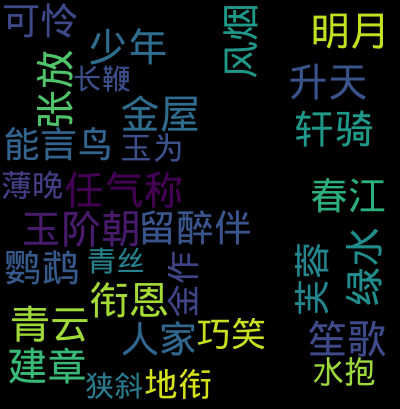 可怜
少年
风烟
明月
张放
长鞭
升天
金屋
轩骑
能言鸟
玉为
薄晚
任气称
春江
玉阶朝
留醉伴
鹦鹉
青丝
金作
芙蓉
绿水
衔恩
青云
人家
巧笑
笙歌
建章
水抱
狭斜
地衔